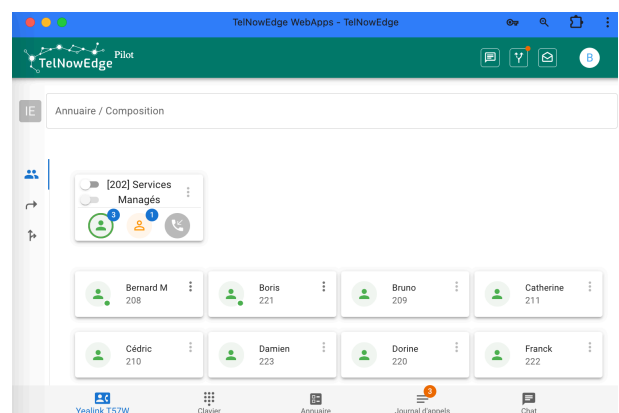 TelNowEdge WebApps - TelNowEdge
TelNowEdge Pilot
B
IE
Annuaire / Composition
[202] Services
Managés
3 1
Bernard M Boris Bruno Catherine
208 221 209 211
Cédric Damien Dorine Franck
210 223 220 222
3
Yealink T57W Clavier Annuaire Journal d'appels Chat